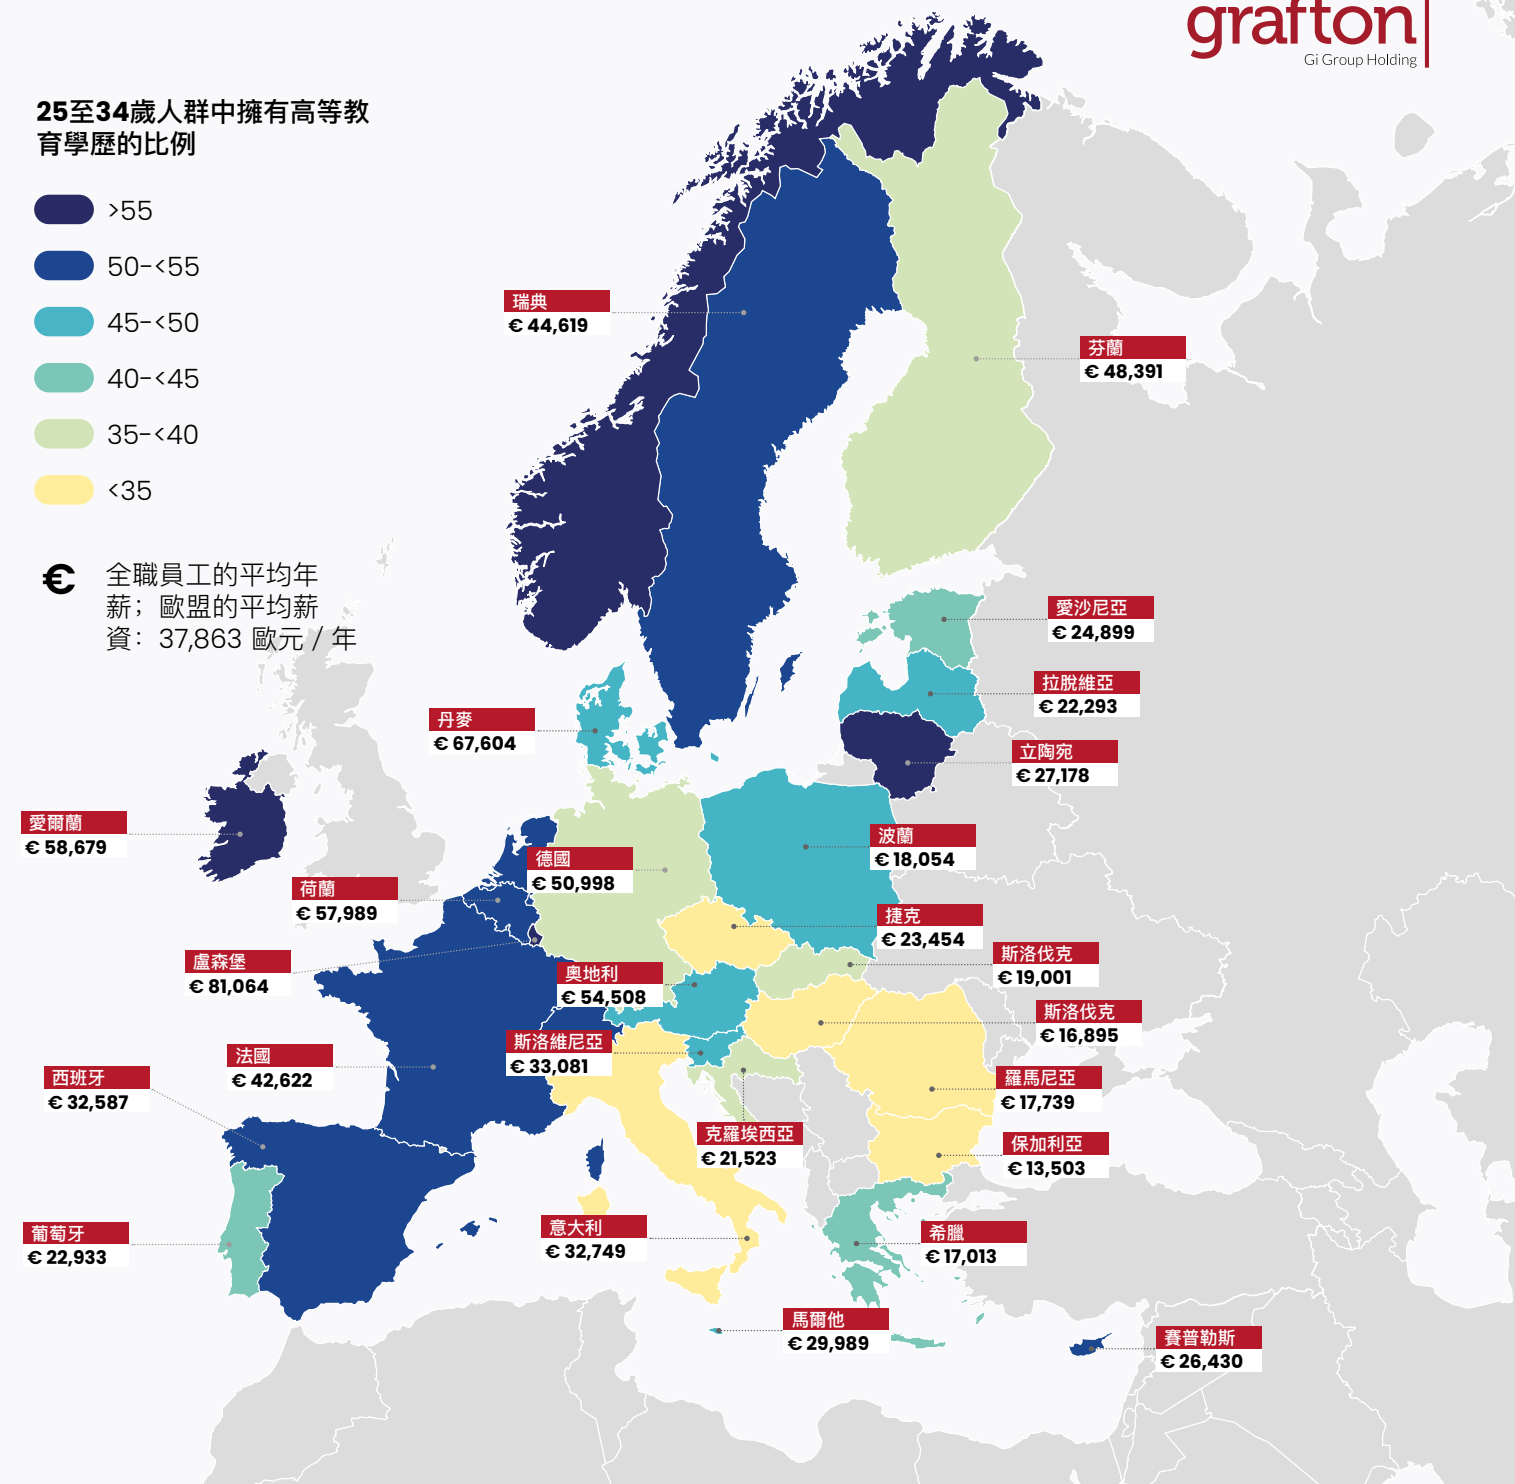 grafton
Gi Group Holding
25至34歲人群中擁有高等教
育學歷的比例
>55
50-<55
45-<50
40-<45
35-<40
<35
€
全職員工的平均年
薪；歐盟的平均薪
資：37,863 歐元 / 年
瑞典
€ 44,619
芬蘭
€ 48,391
愛沙尼亞
€ 24,899
拉脫維亞
€ 22,293
丹麥
€ 67,604
立陶宛
€ 27,178
愛爾蘭
€ 58,679
波蘭
€ 18,054
德國
€ 50,998
荷蘭
€ 57,989
捷克
€ 23,454
斯洛伐克
€ 19,001
盧森堡
€ 81,064
奧地利
€ 54,508
斯洛伐克
€ 16,895
斯洛維尼亞
€ 33,081
法國
€ 42,622
西班牙
€ 32,587
羅馬尼亞
€ 17,739
克羅埃西亞
€ 21,523
保加利亞
€ 13,503
意大利
€ 32,749
葡萄牙
€ 22,933
希臘
€ 17,013
馬爾他
€ 29,989
賽普勒斯
€ 26,430